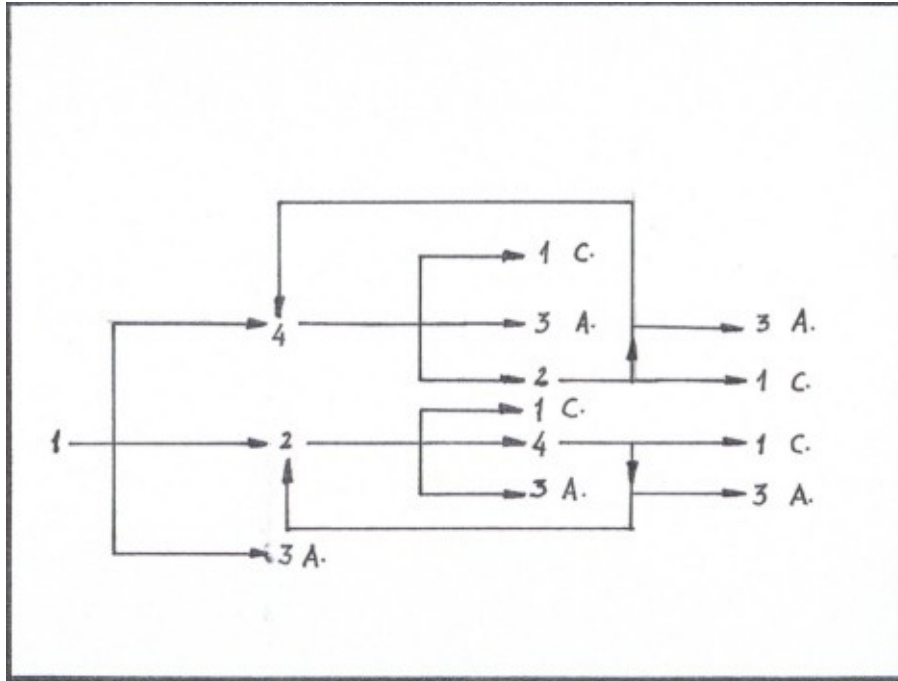 1 C.
4 3 A. 3 A.
2 1 C.
1 C.
1 2 4 1 C.
3 A. 3 A.
3 A.